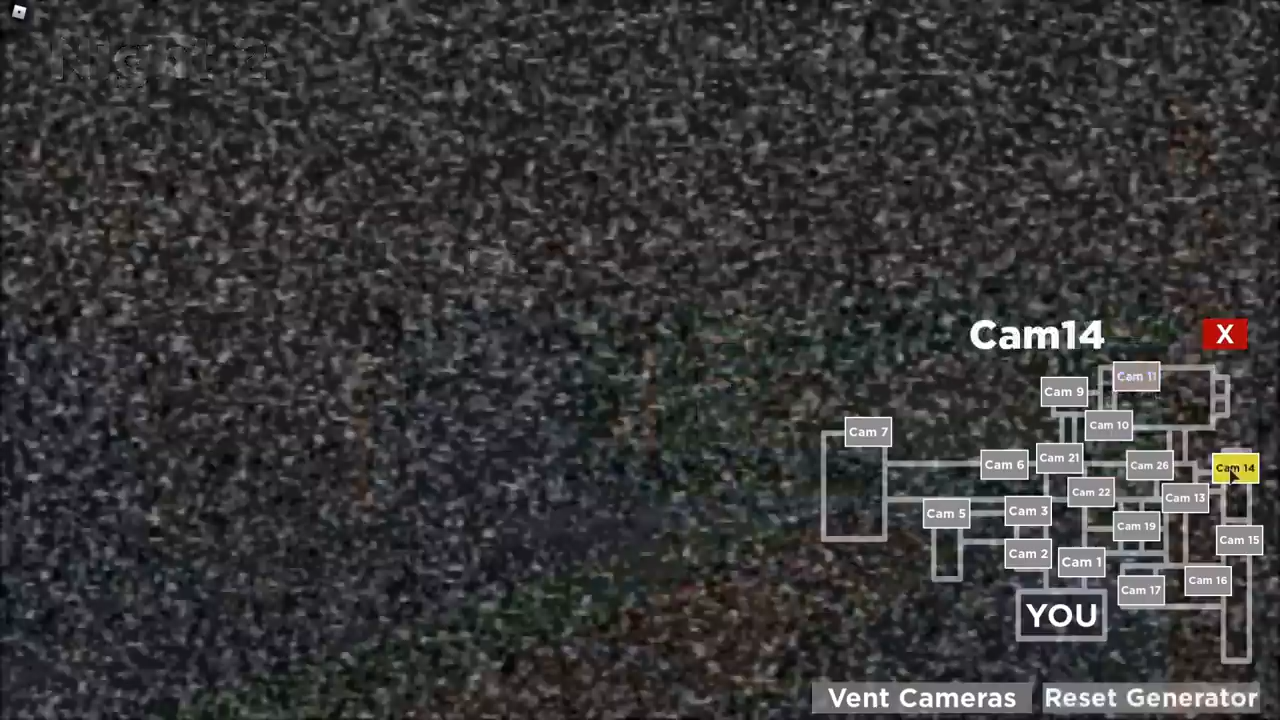 Night 2
Cam14
X
Cam 11
Cam 9
Cam 10
Cam 7
Cam 21
Cam 6
Cam 26
Cam 14
Cam 22
Cam 13
Cam 5
Cam 3
Cam 19
Cam 15
Cam 2
Cam 1
Cam 16
Cam 17
YOU
Vent Cameras
Reset Generator